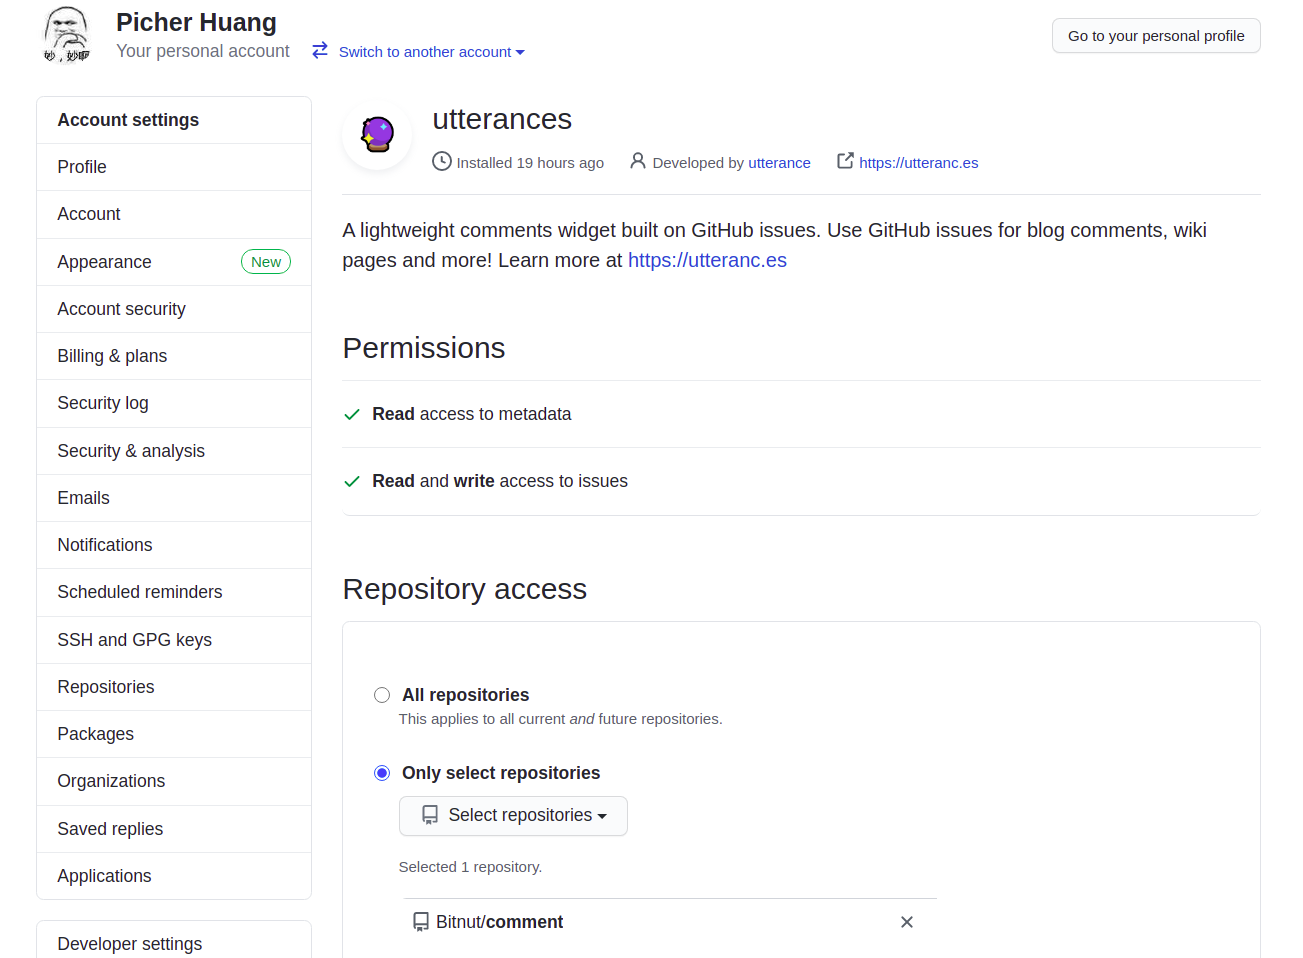 Picher Huang
Your personal account Switch to another account
Go to your personal profile
妙，妙啊
Account settings
Profile
Account
Appearance New
Account security
Billing & plans
Security log
Security & analysis
Emails
Notifications
Scheduled reminders
SSH and GPG keys
Repositories
Packages
Organizations
Saved replies
Applications
Developer settings
utterances
Installed 19 hours ago Developed by utterance https://utteranc.es
A lightweight comments widget built on GitHub issues. Use GitHub issues for blog comments, wiki
pages and more! Learn more at https://utteranc.es
Permissions
Read access to metadata
Read and write access to issues
Repository access
All repositories
This applies to all current and future repositories.
Only select repositories
Select repositories
Selected 1 repository.
Bitnut/comment